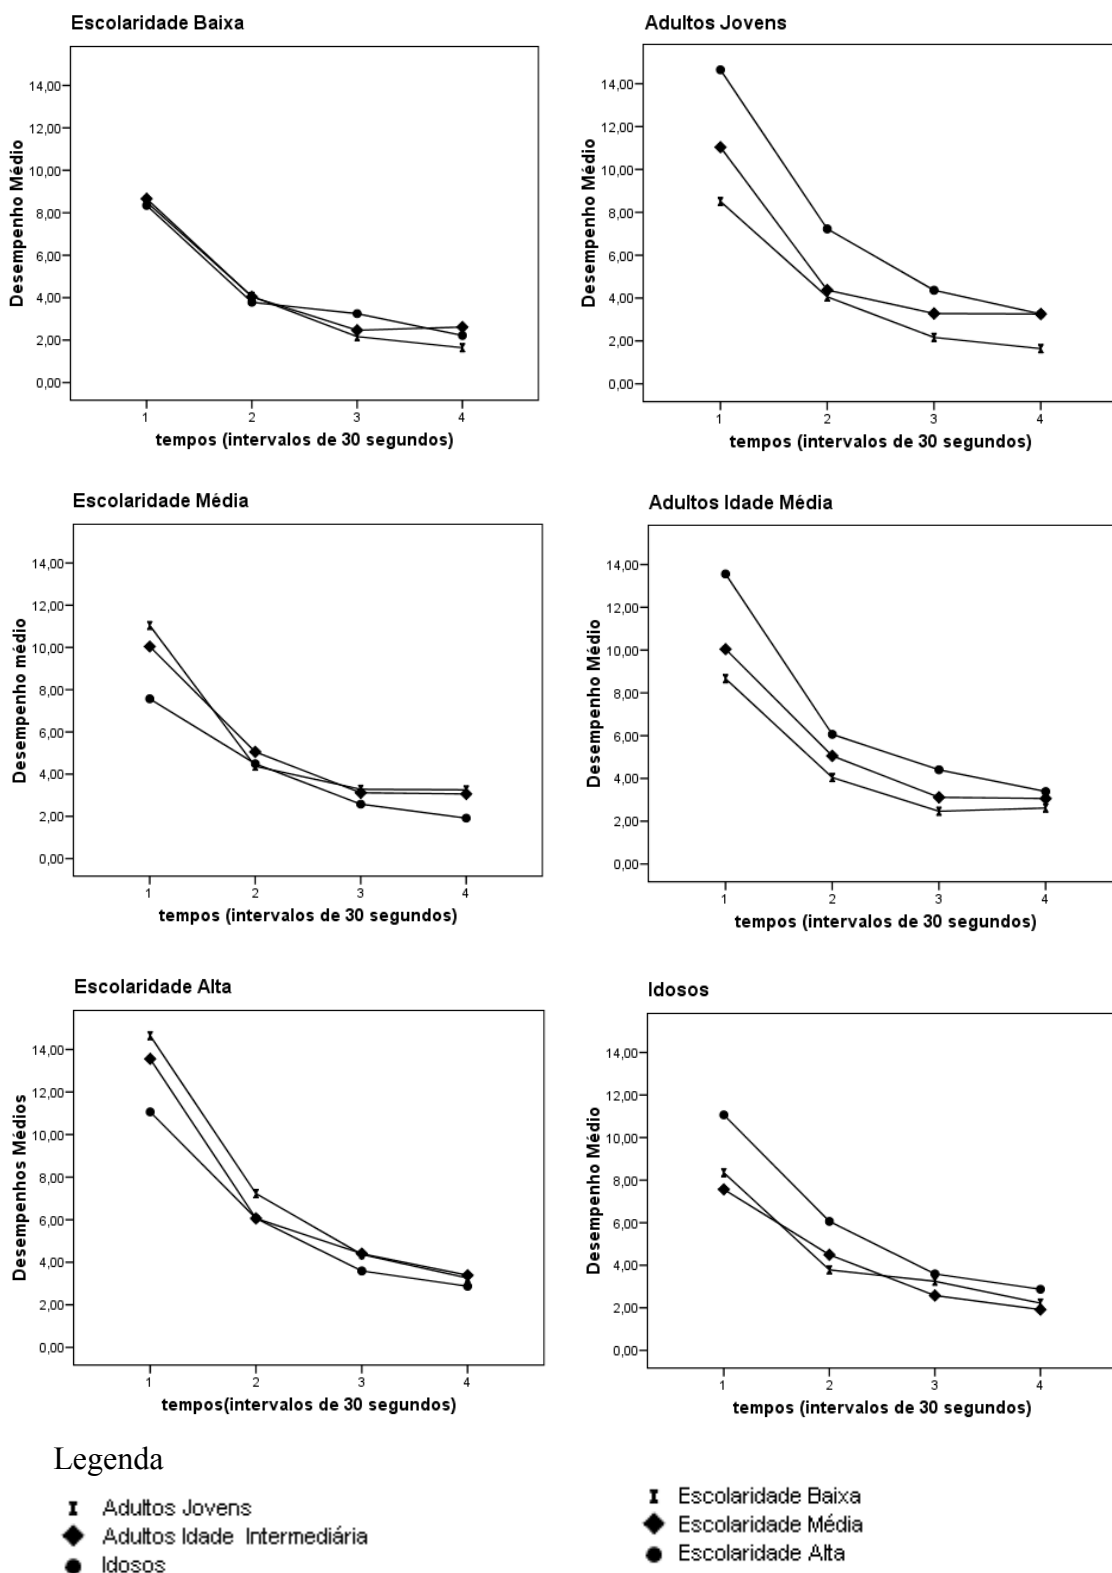 Escolaridade Baixa
Desempenho Médio
14,00
12,00
10,00
8,00
6,00
4,00
2,00
0,00
1 2 3 4
tempos (intervalos de 30 segundos)
Adultos Jovens
Desempenho Médio
14,00
12,00
10,00
8,00
6,00
4,00
2,00
0,00
1 2 3 4
tempos (intervalos de 30 segundos)
Escolaridade Média
Desempenho médio
14,00
12,00
10,00
8,00
6,00
4,00
2,00
0,00
1 2 3 4
tempos (intervalos de 30 segundos)
Adultos Idade Média
Desempenho Médio
14,00
12,00
10,00
8,00
6,00
4,00
2,00
0,00
1 2 3 4
tempos (intervalos de 30 segundos)
Escolaridade Alta
Desempenhos Médios
14,00
12,00
10,00
8,00
6,00
4,00
2,00
0,00
1 2 3 4
tempos(intervalos de 30 segundos)
Idosos
Desempenho Médio
14,00
12,00
10,00
8,00
6,00
4,00
2,00
0,00
1 2 3 4
tempos (intervalos de 30 segundos)
Legenda
Adultos Jovens
Adultos Idade Intermediária
Idosos
Escolaridade Baixa
Escolaridade Média
Escolaridade Alta